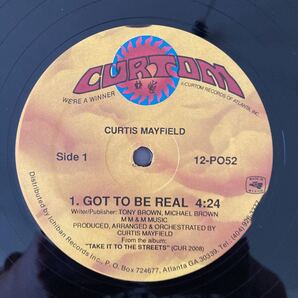 CURTOM
WE'RE A WINNER
A CURTOM RECORDS OF ATLANTA, INC.
CURTIS MAYFIELD
Side 1
12-PO52
1. GOT TO BE REAL 4:24
Writer/Publisher: TONY BROWN, MICHAEL BROWN
M M & M MUSIC
PRODUCED, ARRANGED & ORCHESTRATED BY
CURTIS MAYFIELD
From the album:
"TAKE IT TO THE STREETS" (CUR 2008)
Distributed by Ichiban Records Inc. P.O. Box 724677, Atlanta GA 30339, Tel: (404)